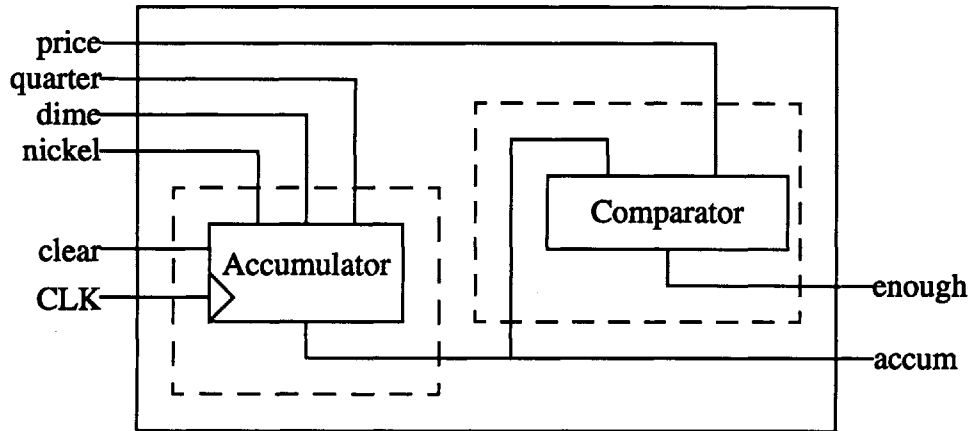 price
quarter
dime
nickel
clear
CLK
Accumulator
Comparator
enough
accum